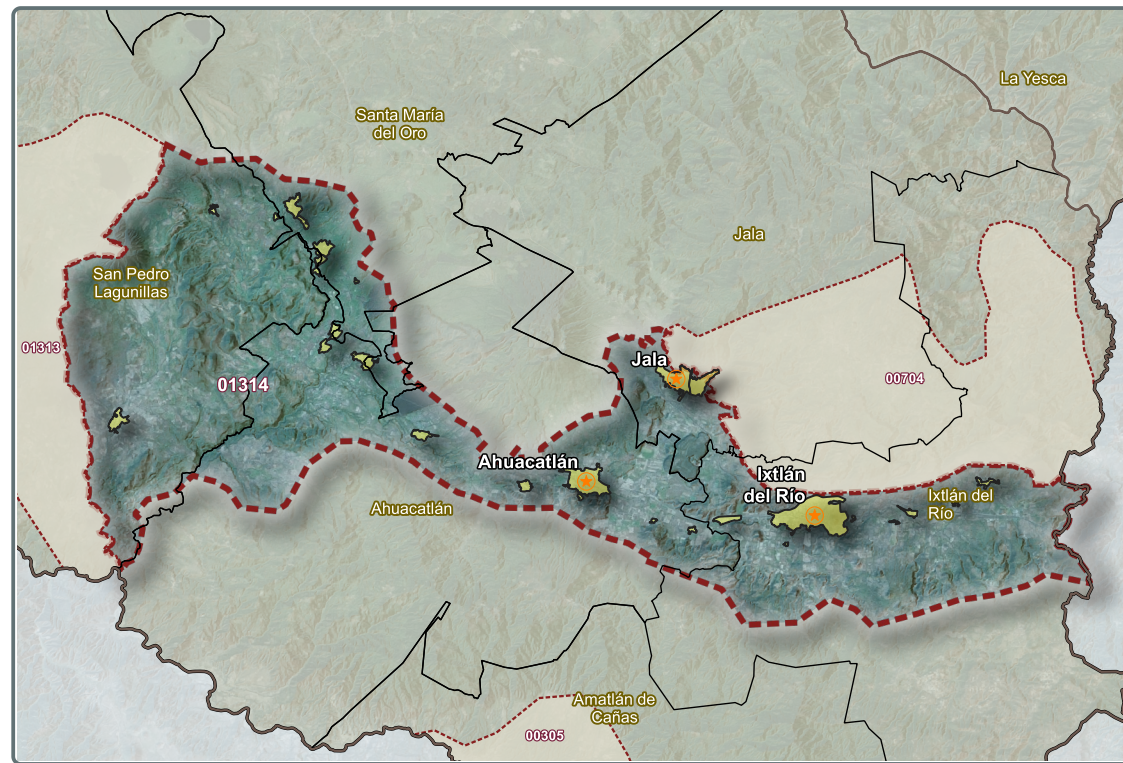 La Yesca
Santa María
del Oro
Jala
San Pedro
Lagunillas
01313
Jala
00704
01314
Ahuacatlán
Ixtlán
del Río
Ixtlán del
Río
Ahuacatlán
Amatlán de
Cañas
00305